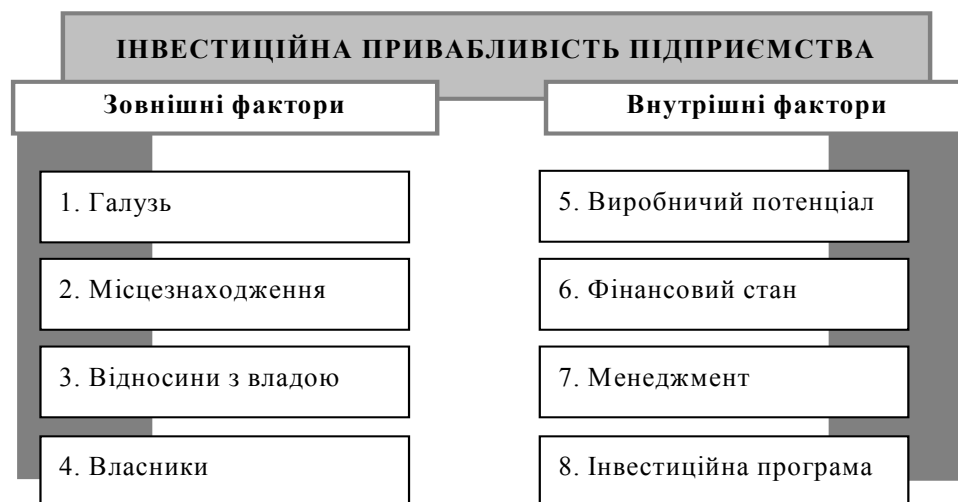 ІНВЕСТИЦІЙНА ПРИВАБЛИВІСТЬ ПІДПРИЄМСТВА
Зовнішні фактори
1. Галузь
2. Місцезнаходження
3. Відносини з владою
4. Власники
Внутрішні фактори
5. Виробничий потенціал
6. Фінансовий стан
7. Менеджмент
8. Інвестиційна програма